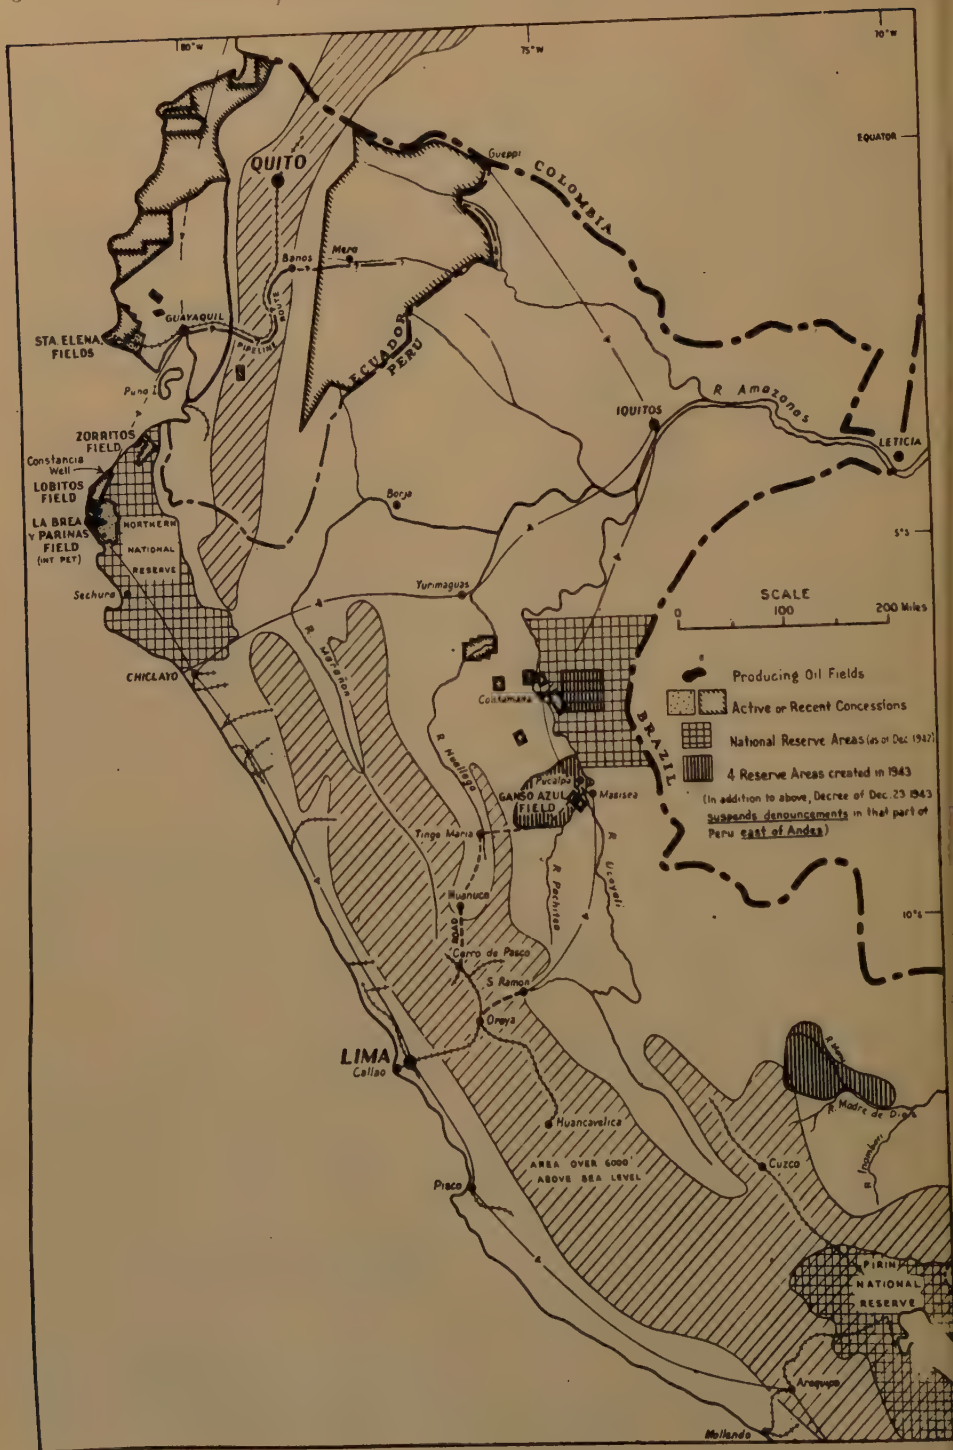 80°W
75°W
70°W
EQUATOR
Gueppi
COLOMBIA
QUITO
Banos
Mera
ROUTE
PIPELINE
GUAYAQUIL
STA. ELENA
FIELDS
Puna I.
ECUADOR
PERU
R. Amazonas
IQUITOS
LETICIA
ZORRITOS
FIELD
Constancia
Well
LOBITOS
FIELD
LA BREA
Y PARINAS
FIELD
(INT PET)
NORTHERN
NATIONAL
RESERVE
Borja
5°S
Sechura
Yurimaguas
SCALE
0 100 200 Miles
CHICLAYO
R. Marañon
Producing Oil Fields
Active or Recent Concessions
National Reserve Areas (as of Dec 1942)
4 Reserve Areas created in 1943
(In addition to above, Decree of Dec. 23 1943
suspends denouncements in that part of
Peru east of Andes)
BRAZIL
R Huallaga
Pucalpa
GANSO AZUL
FIELD
Masisea
Tingo Maria
R Pachitea
R Ucayali
Huanuco
ROAD
10°S
Cerro de Pasco
S. Ramon
Oroya
LIMA
Callao
R. Madre de Dios
R Inambari
Huancavelica
AREA OVER 6000'
ABOVE SEA LEVEL
Cuzco
Pisco
PIRIN
NATIONAL
RESERVE
Arequipa
Mollendo